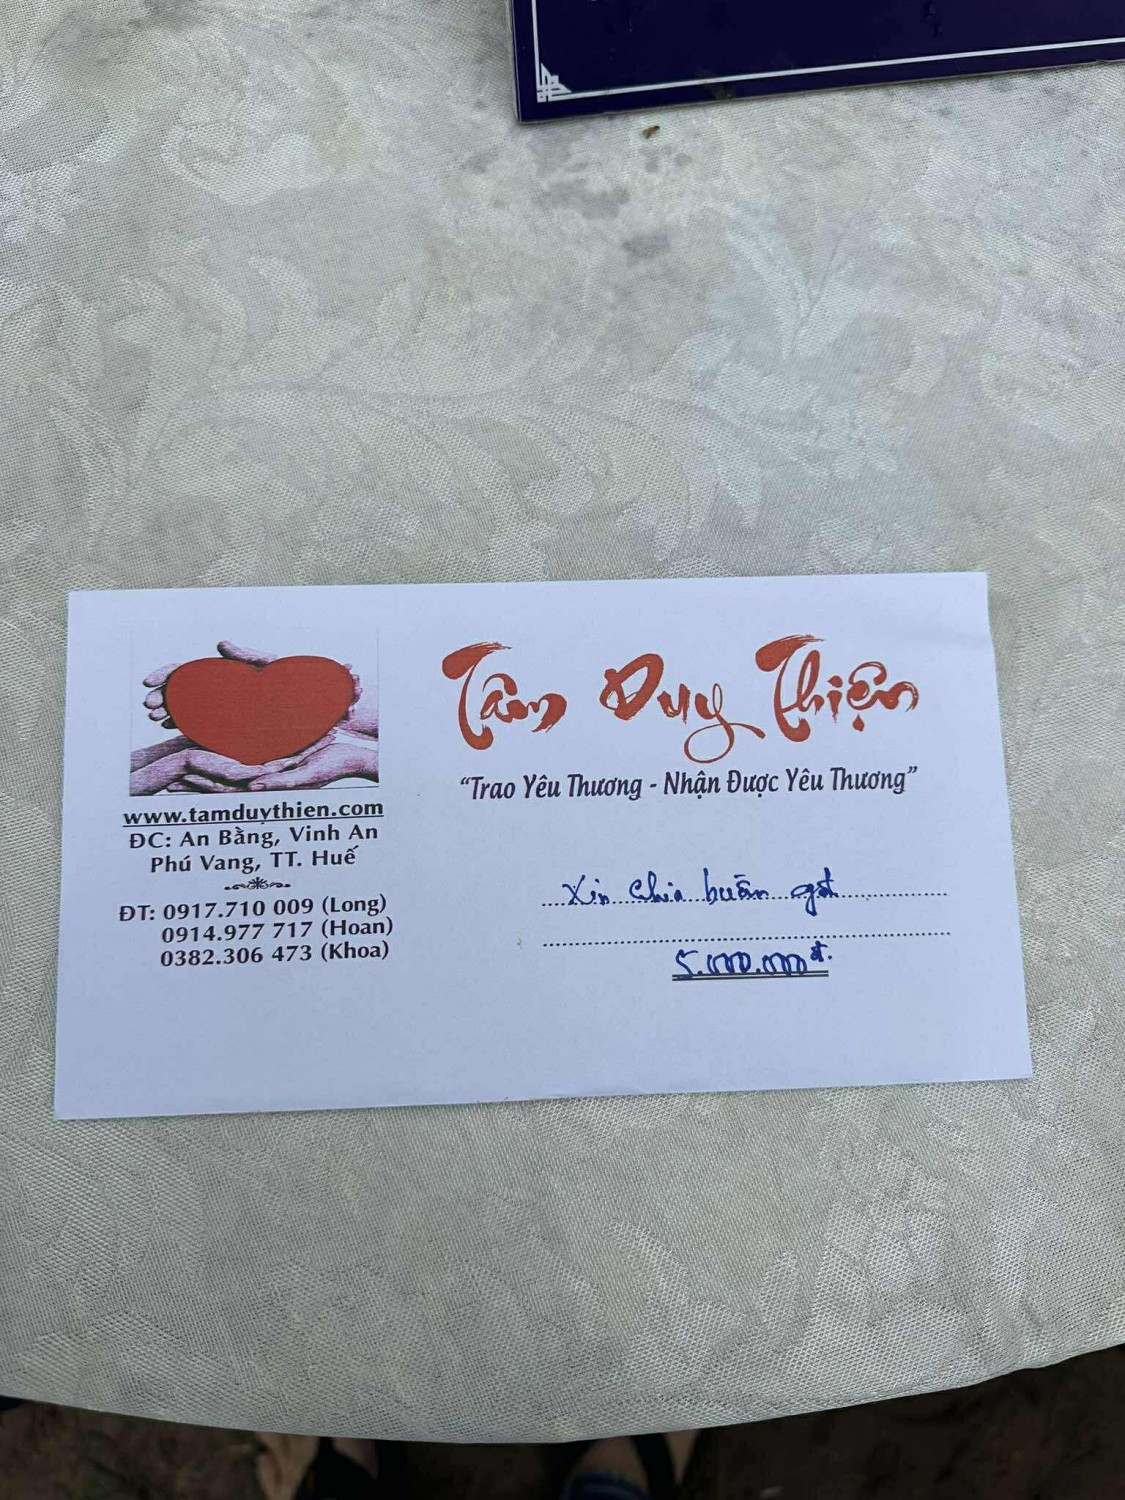 Tâm Duy Thiện
“Trao Yêu Thương - Nhận Được Yêu Thương”
www.tamduythien.com
ĐC: An Bằng, Vinh An
Phú Vang, TT. Huế
ĐT: 0917.710 009 (Long)
0914.977 717 (Hoan)
0382.306 473 (Khoa)
Xin chia buồn gđ
5.000.000 đ.